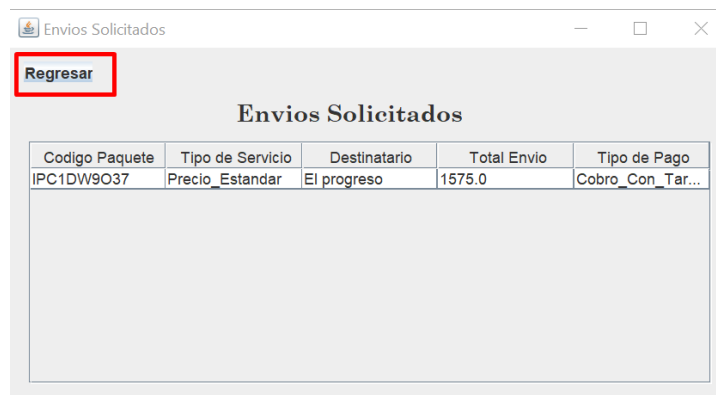 Envios Solicitados
Regresar
Envios Solicitados
Codigo Paquete Tipo de Servicio Destinatario Total Envio Tipo de Pago
IPC1DW9O37 Precio_Estandar El progreso 1575.0 Cobro_Con_Tar...